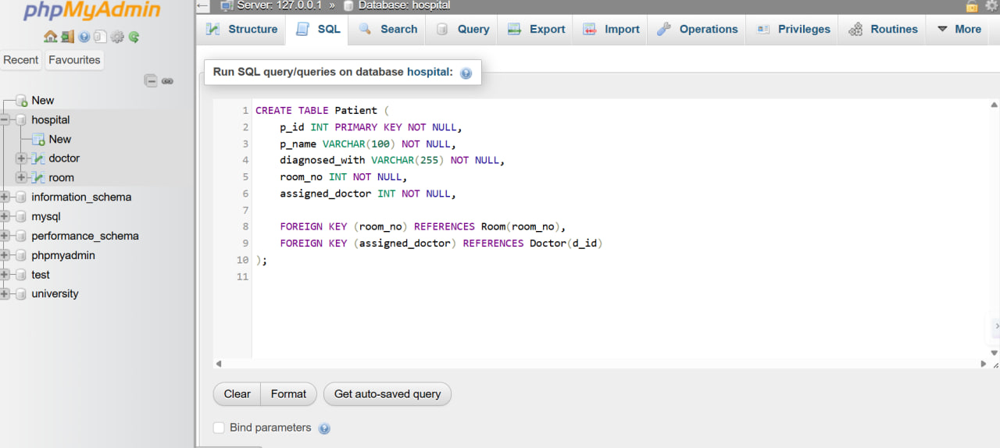 phpMyAdmin
Recent Favourites
New
hospital
New
doctor
room
information_schema
mysql
performance_schema
phpmyadmin
test
university
Server: 127.0.0.1 » Database: hospital
Structure SQL Search Query Export Import Operations Privileges Routines More
Run SQL query/queries on database hospital:
1 CREATE TABLE Patient (
2 p_id INT PRIMARY KEY NOT NULL,
3 p_name VARCHAR(100) NOT NULL,
4 diagnosed_with VARCHAR(255) NOT NULL,
5 room_no INT NOT NULL,
6 assigned_doctor INT NOT NULL,
7
8 FOREIGN KEY (room_no) REFERENCES Room(room_no),
9 FOREIGN KEY (assigned_doctor) REFERENCES Doctor(d_id)
10 );
11
Clear Format Get auto-saved query
Bind parameters